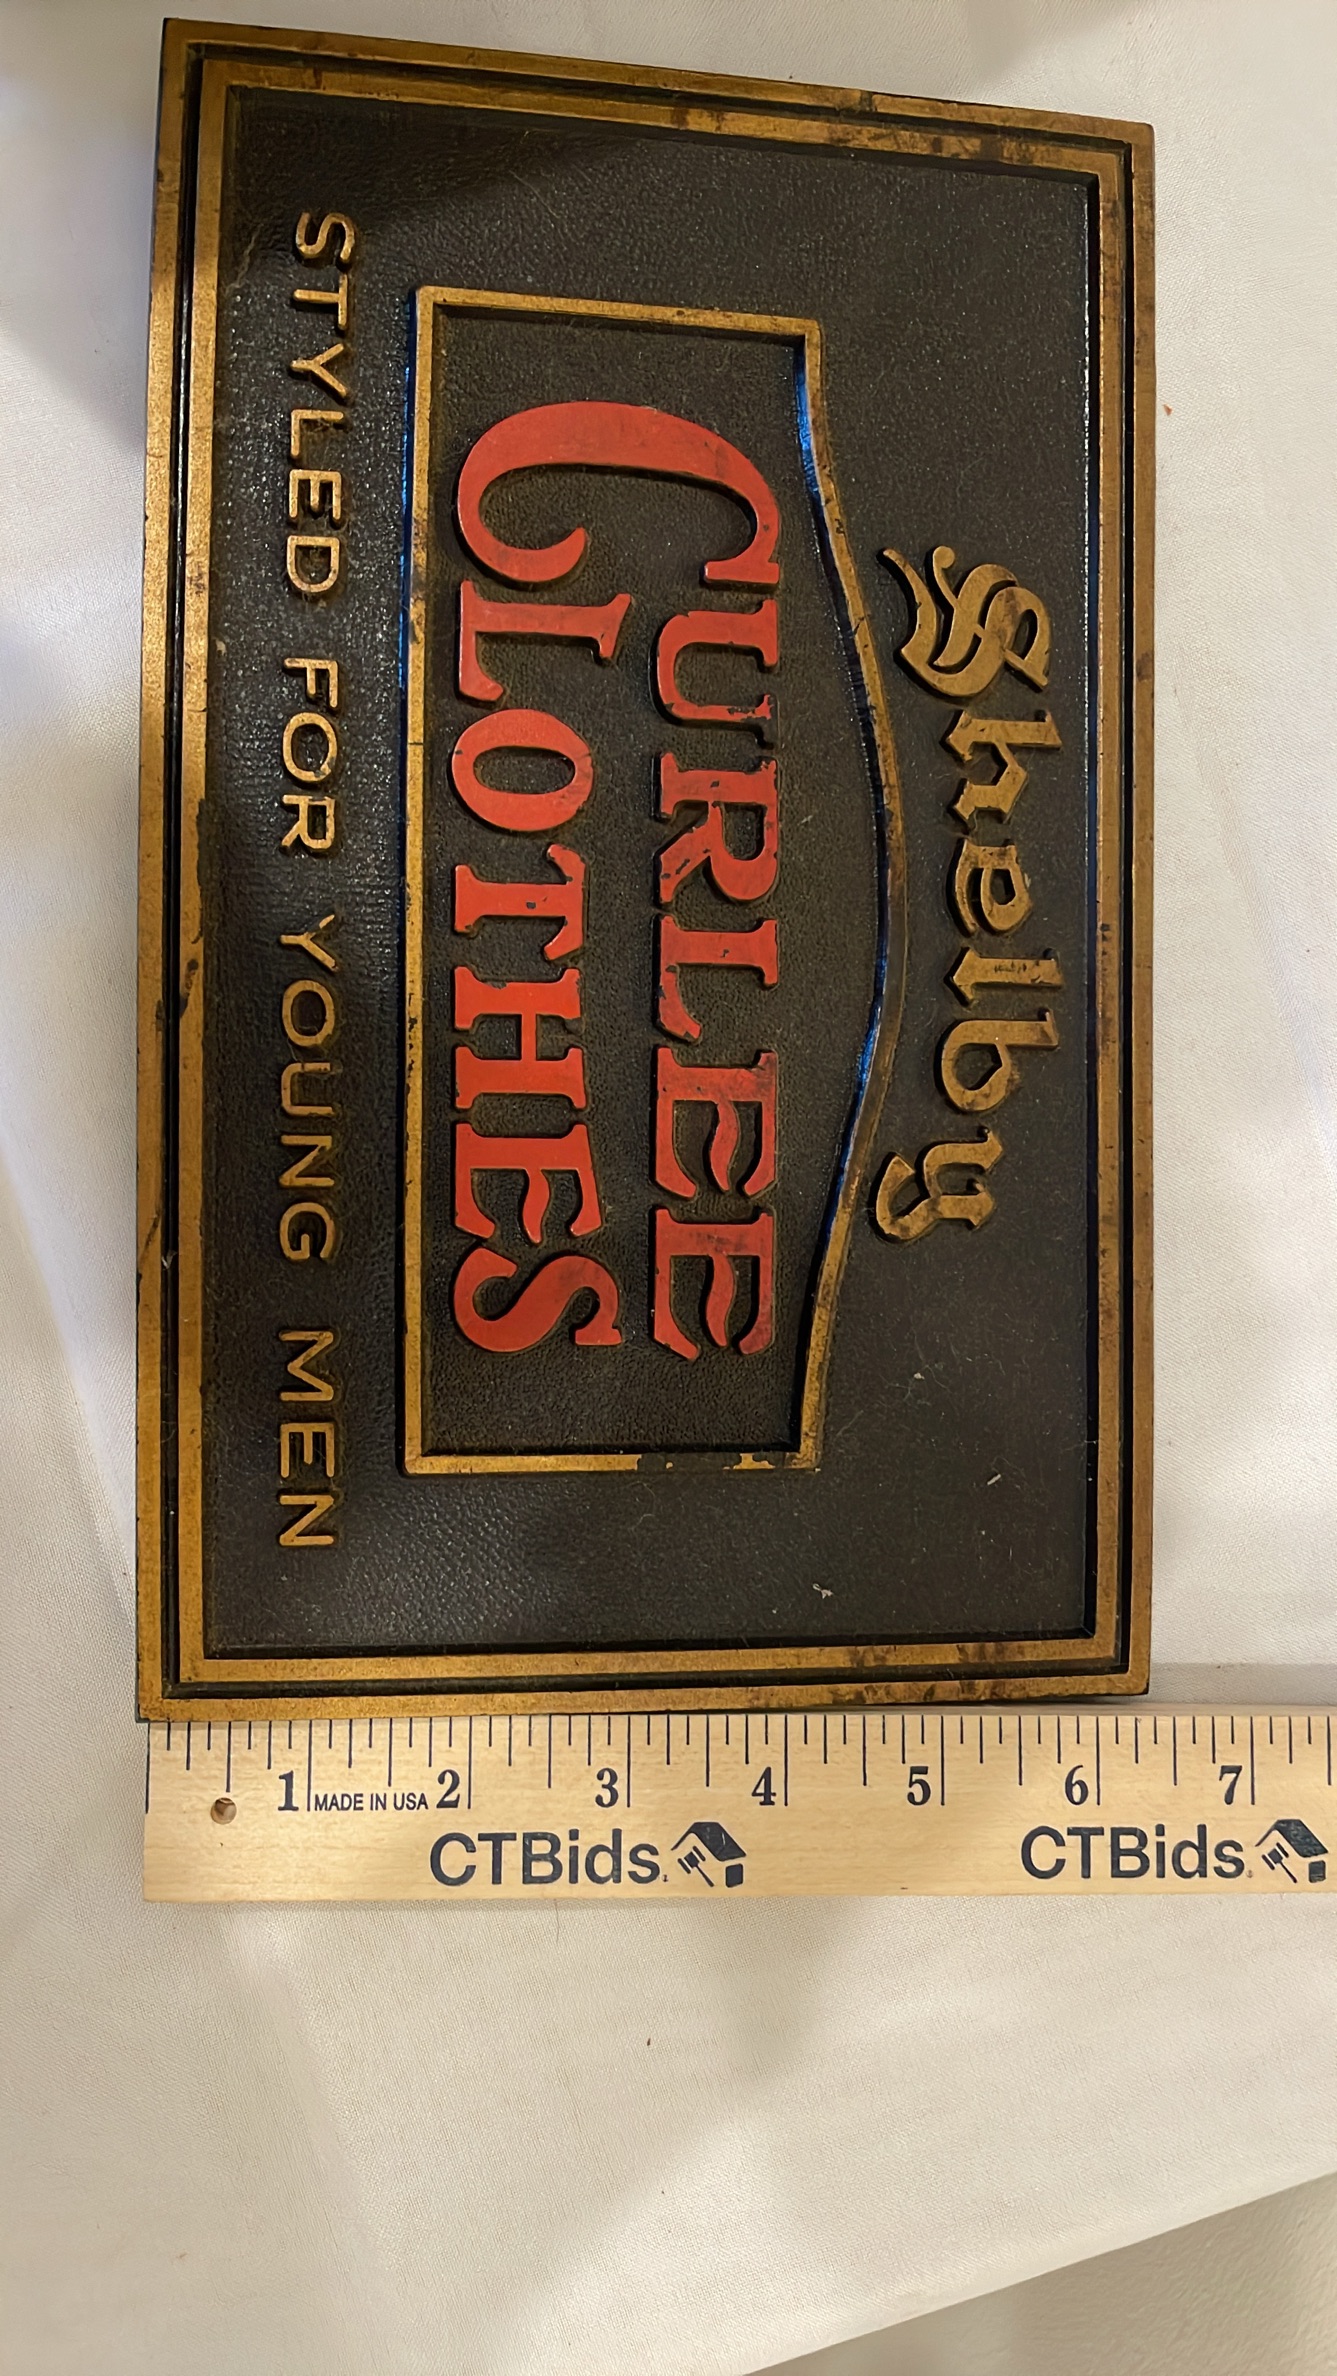 Shelby
CURLEE
CLOTHES
STYLED FOR YOUNG MEN
1 MADE IN USA 2 3 4 5 6 7
CTBids. CTBids.